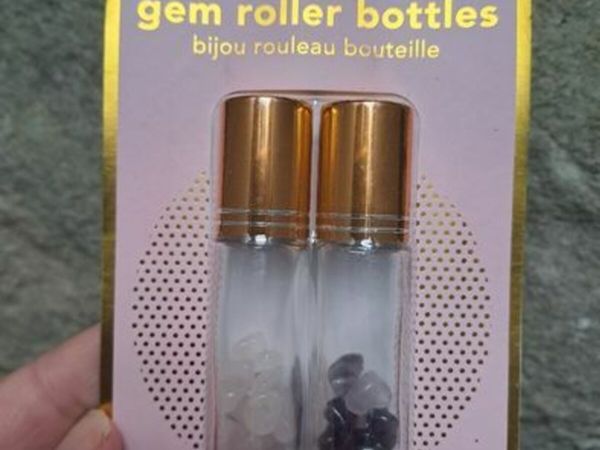 gem roller bottles
bijou rouleau bouteille